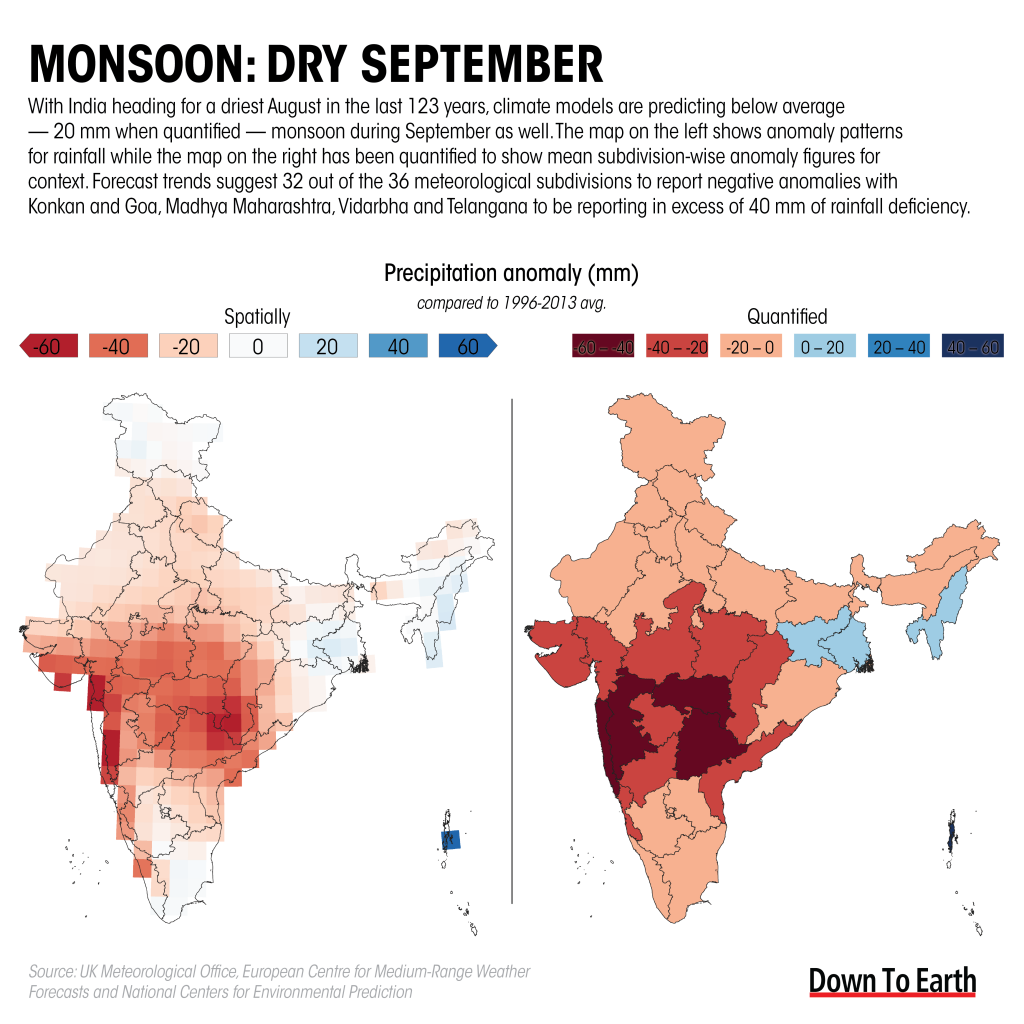 MONSOON: DRY SEPTEMBER
With India heading for a driest August in the last 123 years, climate models are predicting below average
— 20 mm when quantified — monsoon during September as well. The map on the left shows anomaly patterns
for rainfall while the map on the right has been quantified to show mean subdivision-wise anomaly figures for
context. Forecast trends suggest 32 out of the 36 meteorological subdivisions to report negative anomalies with
Konkan and Goa, Madhya Maharashtra, Vidarbha and Telangana to be reporting in excess of 40 mm of rainfall deficiency.
Precipitation anomaly (mm)
compared to 1996-2013 avg.
Spatially
-60 -40 -20 0 20 40 60
Quantified
-60 – -40 -40 – -20 -20 – 0 0 – 20 20 – 40 40 – 60
Source: UK Meteorological Office, European Centre for Medium-Range Weather
Forecasts and National Centers for Environmental Prediction
Down To Earth